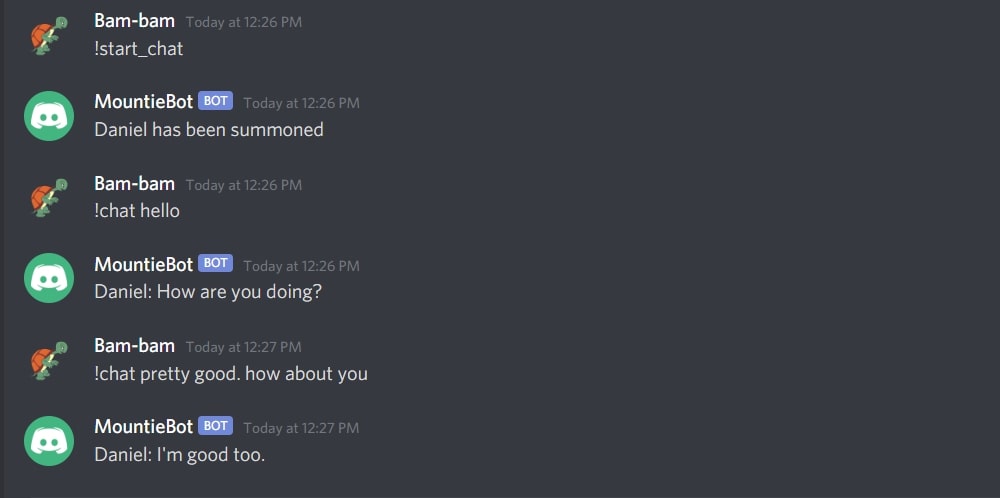 Bam-bam Today at 12:26 PM
!start_chat
MountieBot BOT Today at 12:26 PM
Daniel has been summoned
Bam-bam Today at 12:26 PM
!chat hello
MountieBot BOT Today at 12:26 PM
Daniel: How are you doing?
Bam-bam Today at 12:27 PM
!chat pretty good. how about you
MountieBot BOT Today at 12:27 PM
Daniel: I'm good too.